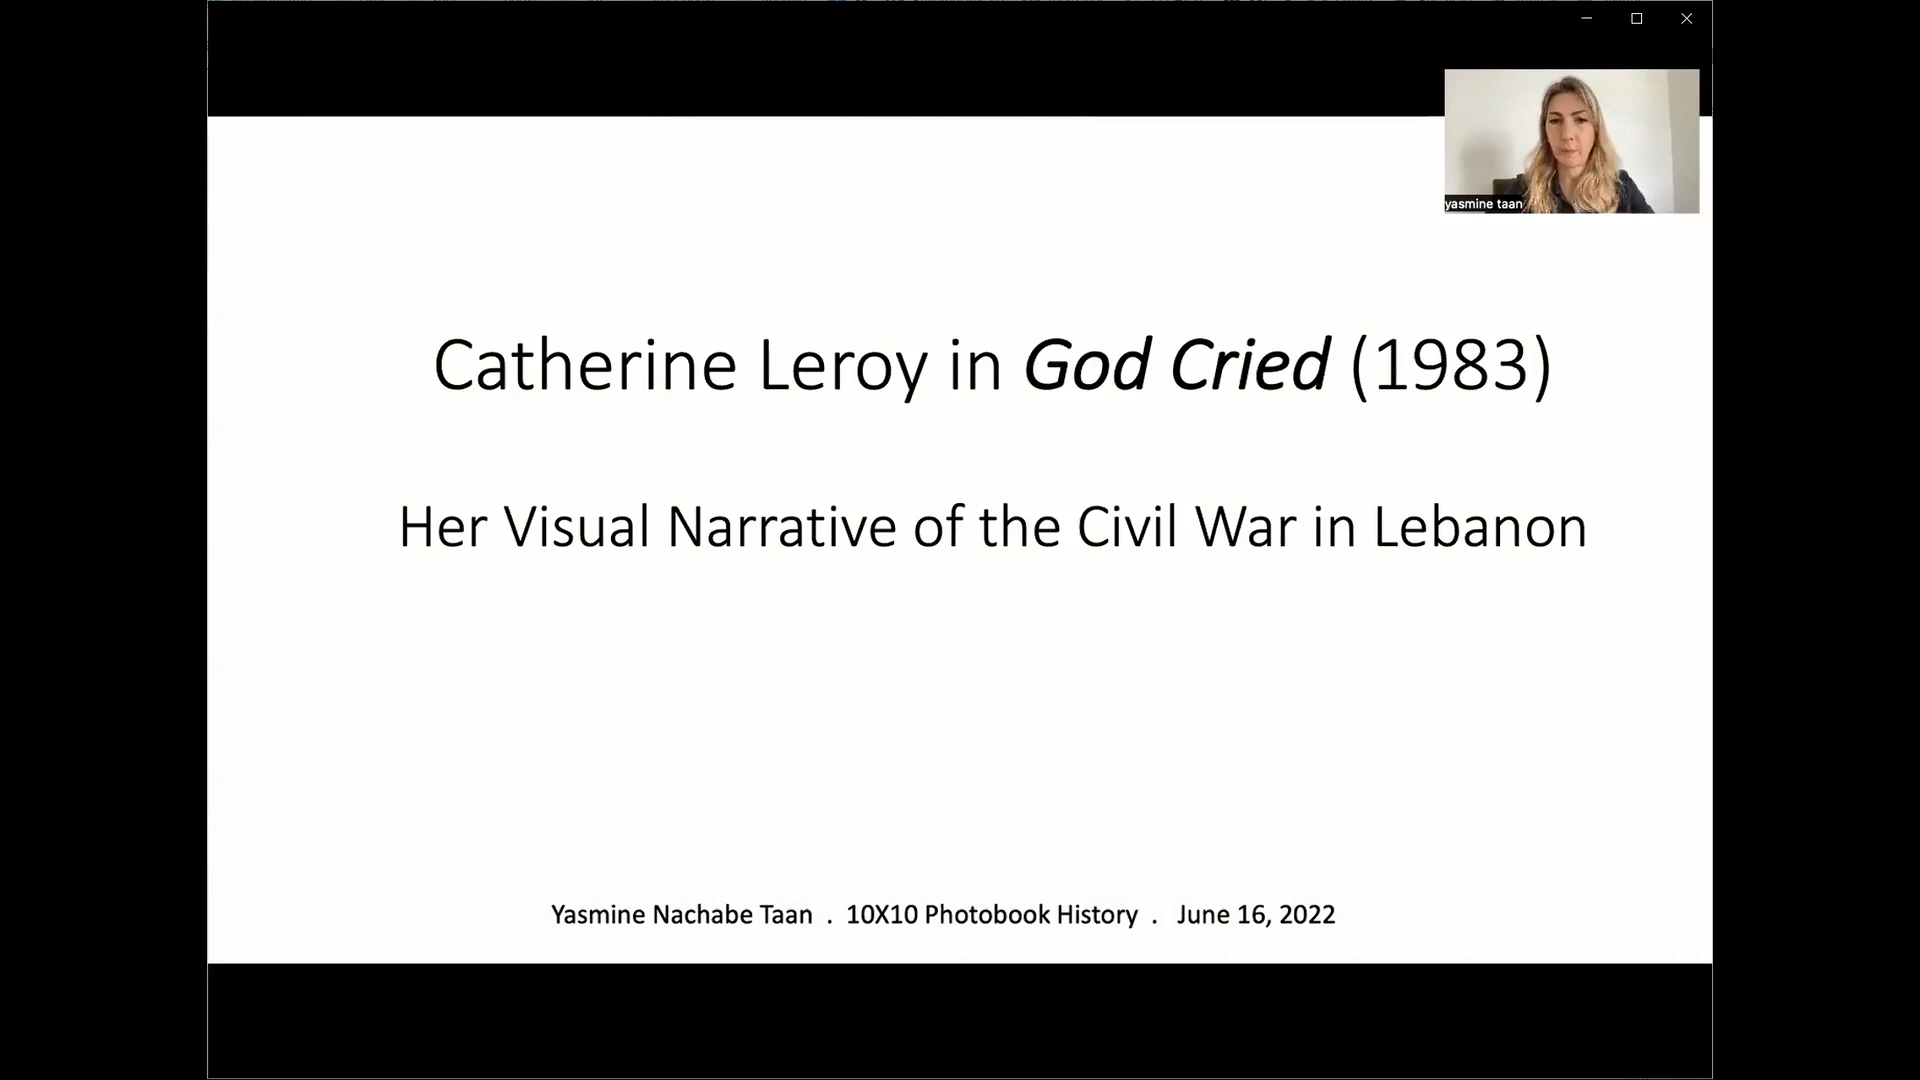 yasmine taan
Catherine Leroy in God Cried (1983)
Her Visual Narrative of the Civil War in Lebanon
Yasmine Nachabe Taan . 10X10 Photobook History . June 16, 2022